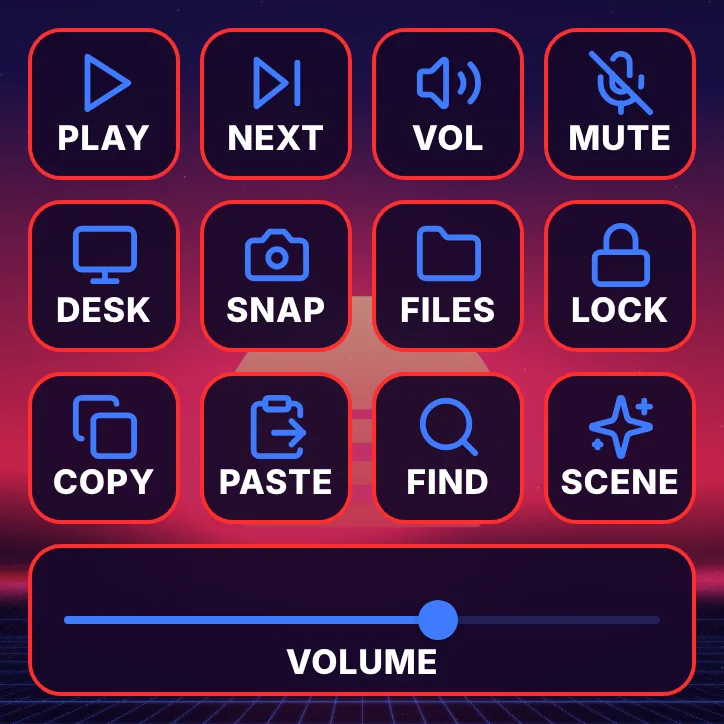 PLAY
NEXT
VOL
MUTE
DESK
SNAP
FILES
LOCK
COPY
PASTE
FIND
SCENE
VOLUME